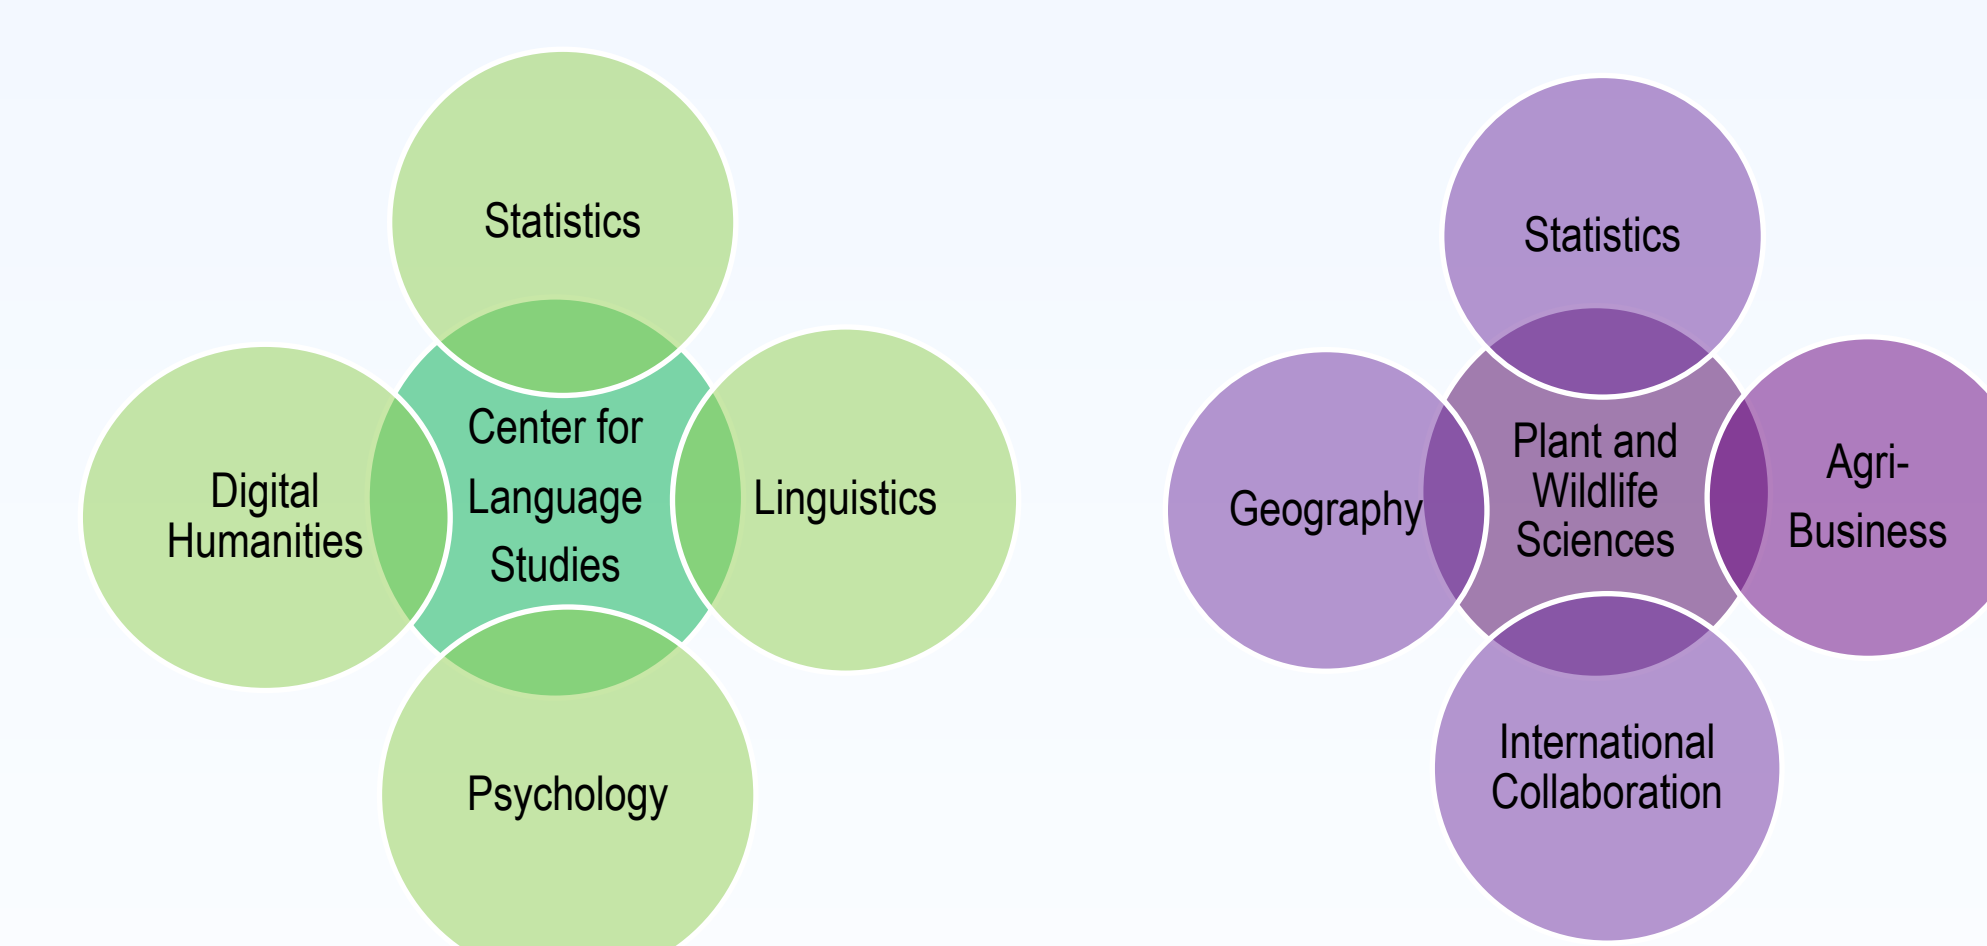 Statistics
Digital
Humanities
Center for
Language
Studies
Linguistics
Psychology
Statistics
Geography
Plant and
Wildlife
Sciences
Agri-
Business
International
Collaboration